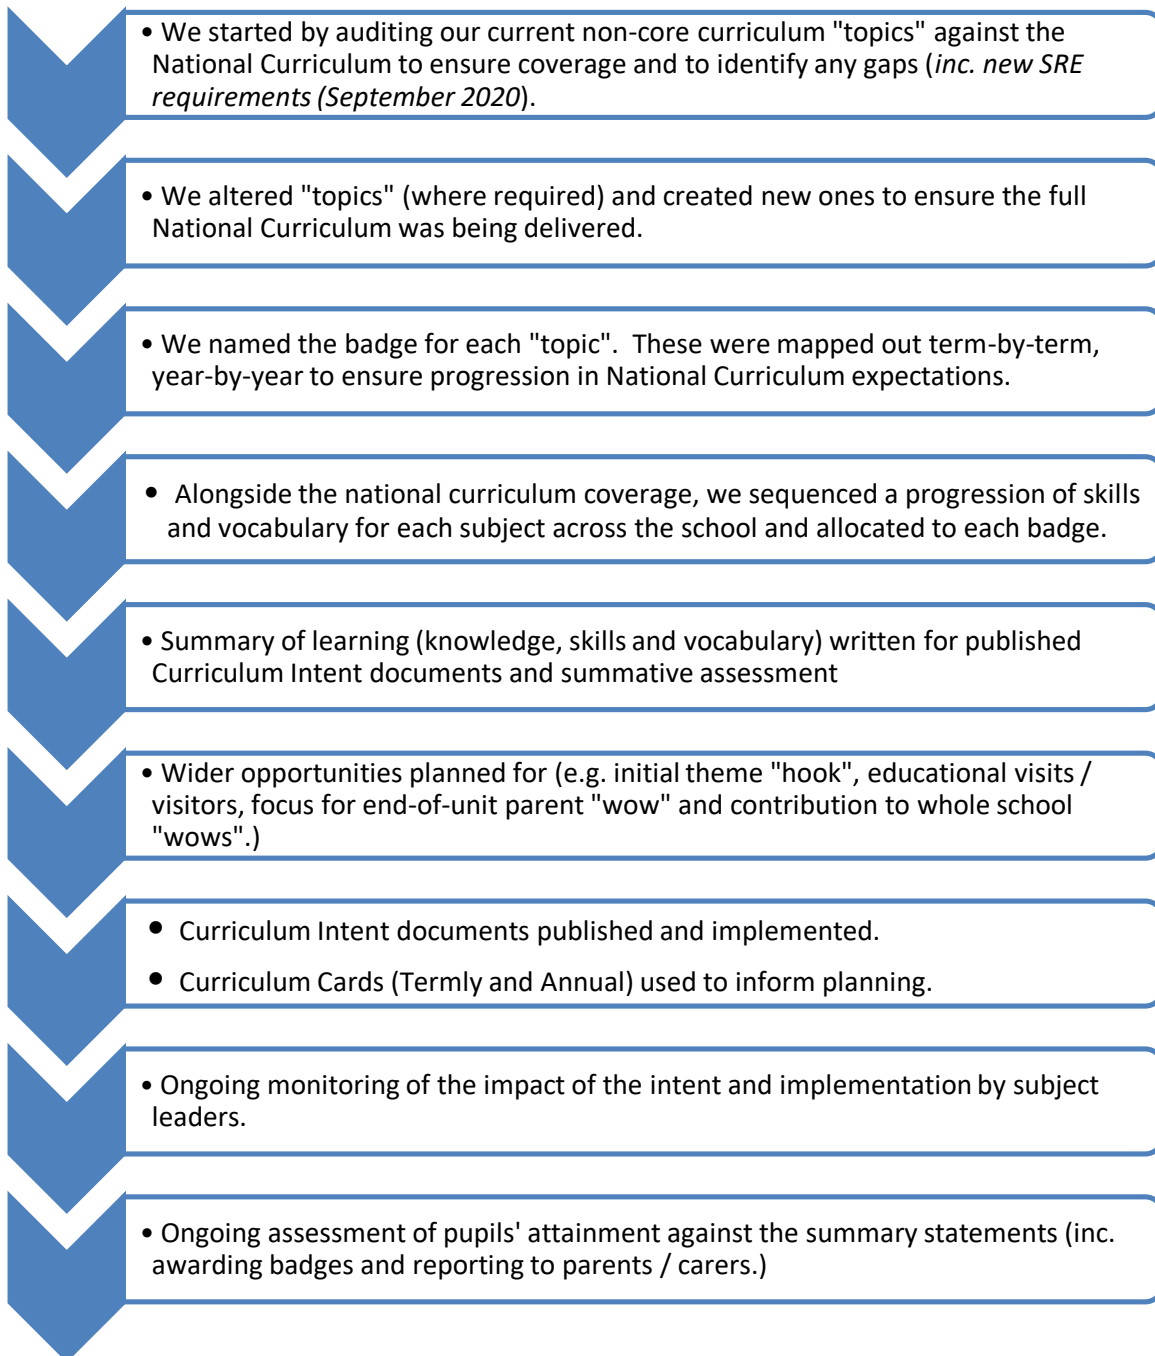 • We started by auditing our current non-core curriculum "topics" against the
National Curriculum to ensure coverage and to identify any gaps (inc. new SRE
requirements (September 2020).
• We altered "topics" (where required) and created new ones to ensure the full
National Curriculum was being delivered.
• We named the badge for each "topic".  These were mapped out term-by-term,
year-by-year to ensure progression in National Curriculum expectations.
• Alongside the national curriculum coverage, we sequenced a progression of skills
and vocabulary for each subject across the school and allocated to each badge.
• Summary of learning (knowledge, skills and vocabulary) written for published
Curriculum Intent documents and summative assessment
• Wider opportunities planned for (e.g. initial theme "hook", educational visits /
visitors, focus for end-of-unit parent "wow" and contribution to whole school
"wows".)
• Curriculum Intent documents published and implemented.
• Curriculum Cards (Termly and Annual) used to inform planning.
• Ongoing monitoring of the impact of the intent and implementation by subject
leaders.
• Ongoing assessment of pupils' attainment against the summary statements (inc.
awarding badges and reporting to parents / carers.)